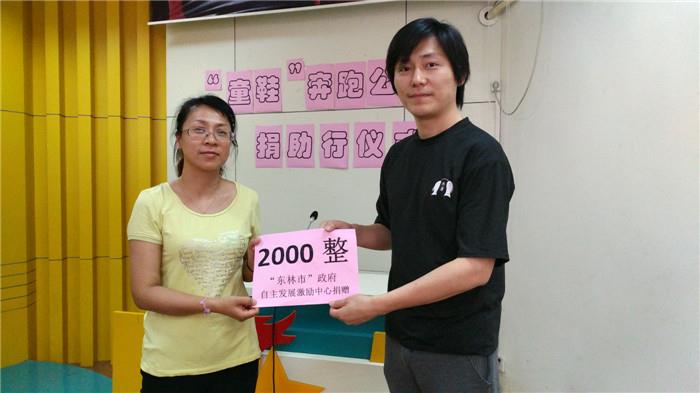 “童鞋”奔跑公
捐助行仪式
2000 整
“东林市”政府
自主发展激励中心捐赠